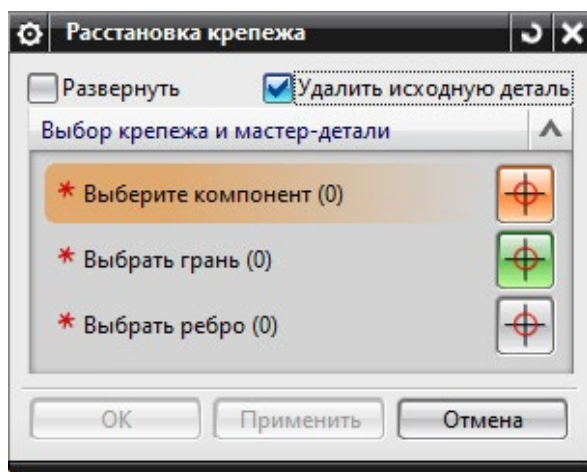 Расстановка крепежа
Развернуть Удалить исходную деталь
Выбор крепежа и мастер-детали
* Выберите компонент (0)
* Выбрать грань (0)
* Выбрать ребро (0)
ОК Применить Отмена